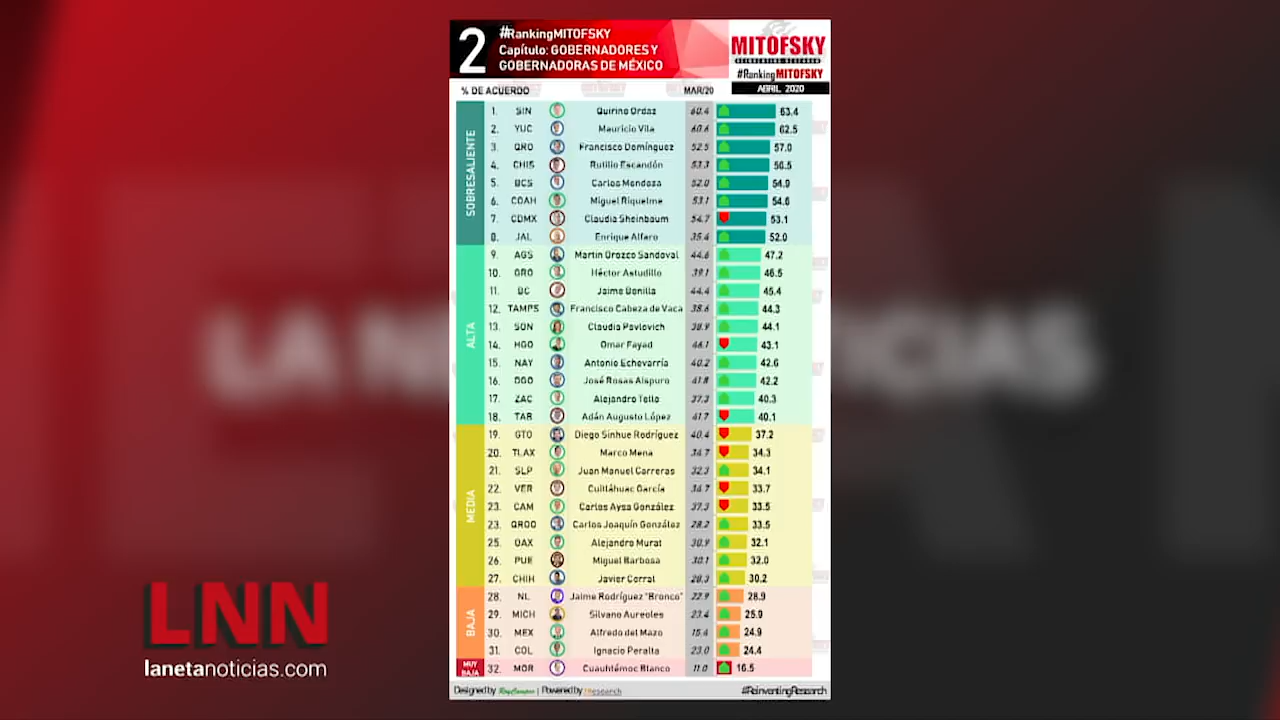 2
#RankingMITOFSKY
Capítulo: GOBERNADORES Y
GOBERNADORAS DE MÉXICO
MITOFSKY
REINVENTING RESEARCH
#RankingMITOFSKY
% DE ACUERDO MAR/20 ABRIL 2020
SOBRESALIENTE
1. SIN Quirino Ordaz 60.4 63.4
2. YUC Mauricio Vila 60.6 62.5
3. QRO Francisco Domínguez 52.5 57.0
4. CHIS Rutilio Escandón 53.3 56.5
5. BCS Carlos Mendoza 52.0 54.9
6. COAH Miguel Riquelme 53.1 54.6
7. CDMX Claudia Sheinbaum 54.7 53.1
8. JAL Enrique Alfaro 35.4 52.0
ALTA
9. AGS Martín Orozco Sandoval 44.6 47.2
10. GRO Héctor Astudillo 39.1 46.5
11. BC Jaime Bonilla 44.4 45.4
12. TAMPS Francisco Cabeza de Vaca 38.6 44.3
13. SON Claudia Pavlovich 38.9 44.1
14. HGO Omar Fayad 46.1 43.1
15. NAY Antonio Echevarría 40.2 42.6
16. DGO José Rosas Aispuro 41.8 42.2
17. ZAC Alejandro Tello 37.3 40.3
18. TAB Adán Augusto López 41.7 40.1
MEDIA
19. GTO Diego Sinhue Rodríguez 40.4 37.2
20. TLAX Marco Mena 34.7 34.3
21. SLP Juan Manuel Carreras 32.3 34.1
22. VER Cuitláhuac García 34.7 33.7
23. CAM Carlos Aysa González 37.3 33.5
23. QROO Carlos Joaquín González 28.2 33.5
25. OAX Alejandro Murat 30.9 32.1
26. PUE Miguel Barbosa 30.1 32.0
27. CHIH Javier Corral 28.3 30.2
BAJA
28. NL Jaime Rodríguez "Bronco" 22.9 28.9
29. MICH Silvano Aureoles 23.4 25.9
30. MEX Alfredo del Mazo 15.4 24.9
31. COL Ignacio Peralta 23.0 24.4
MUY
BAJA
32. MOR Cuauhtémoc Blanco 11.0 16.5
Designed by RoyCampos | Powered by Research
#ReinventingResearch
LNN
lanetanoticias.com